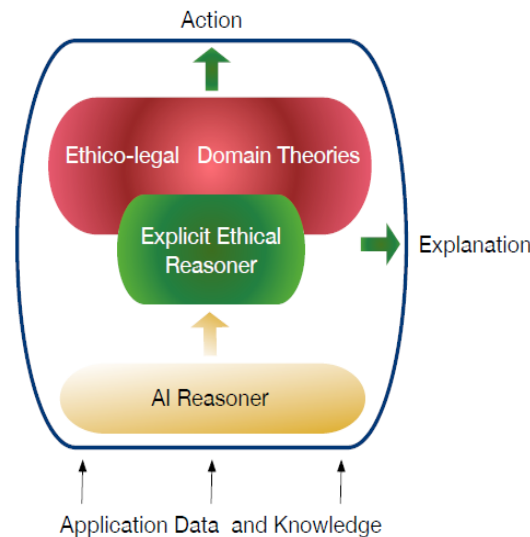 Action
Ethico-legal Domain Theories
Explicit Ethical
Reasoner
Explanation
AI Reasoner
Application Data and Knowledge